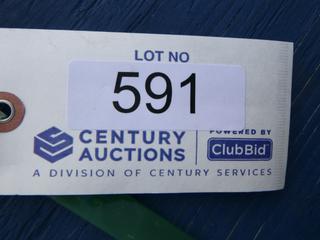 LOT NO
591
CENTURY
AUCTIONS
POWERED BY
ClubBid
A DIVISION OF CENTURY SERVICES